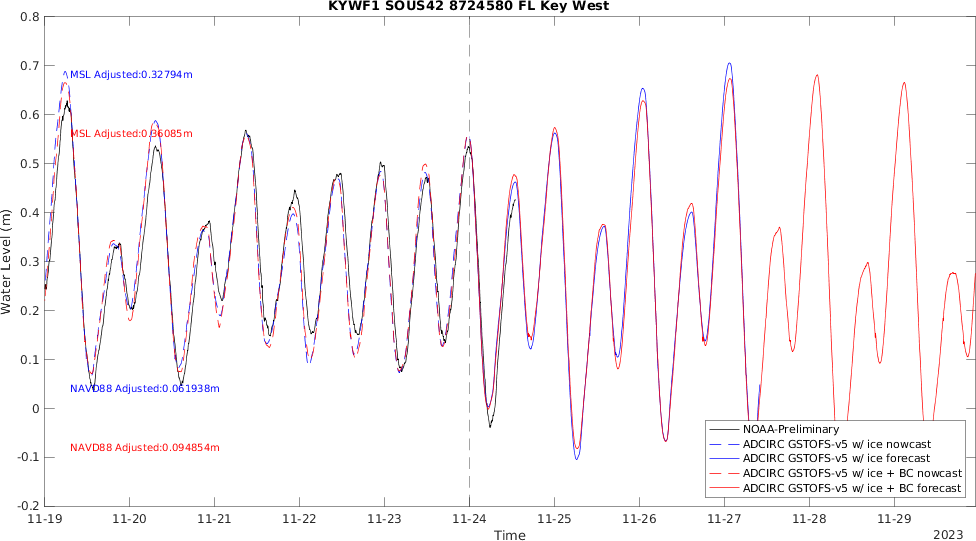 KYWF1 SOUS42 8724580 FL Key West
0.8
0.7
0.6
0.5
0.4
0.3
0.2
0.1
0
-0.1
-0.2
Water Level (m)
MSL Adjusted:0.32794m
MSL Adjusted:0.36085m
NAVD88 Adjusted:0.061938m
NAVD88 Adjusted:0.094854m
NOAA-Preliminary
ADCIRC GSTOFS-v5 w/ ice nowcast
ADCIRC GSTOFS-v5 w/ ice forecast
ADCIRC GSTOFS-v5 w/ ice + BC nowcast
ADCIRC GSTOFS-v5 w/ ice + BC forecast
11-19 11-20 11-21 11-22 11-23 11-24 11-25 11-26 11-27 11-28 11-29
Time
2023